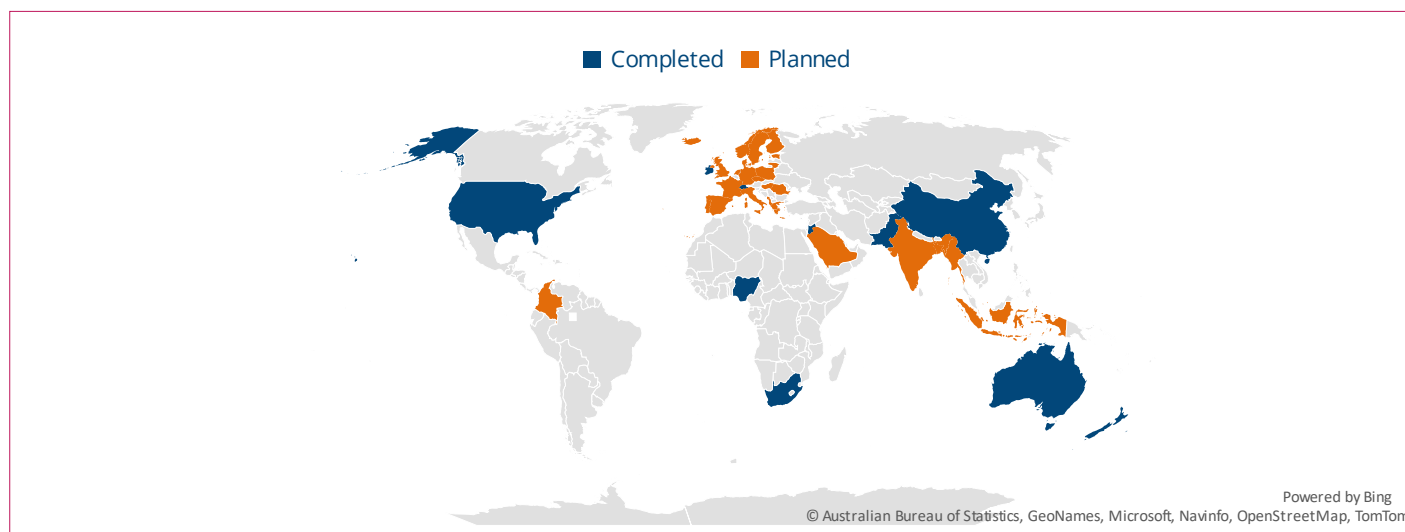 Completed Planned
Powered by Bing
© Australian Bureau of Statistics, GeoNames, Microsoft, Navinfo, OpenStreetMap, TomTom